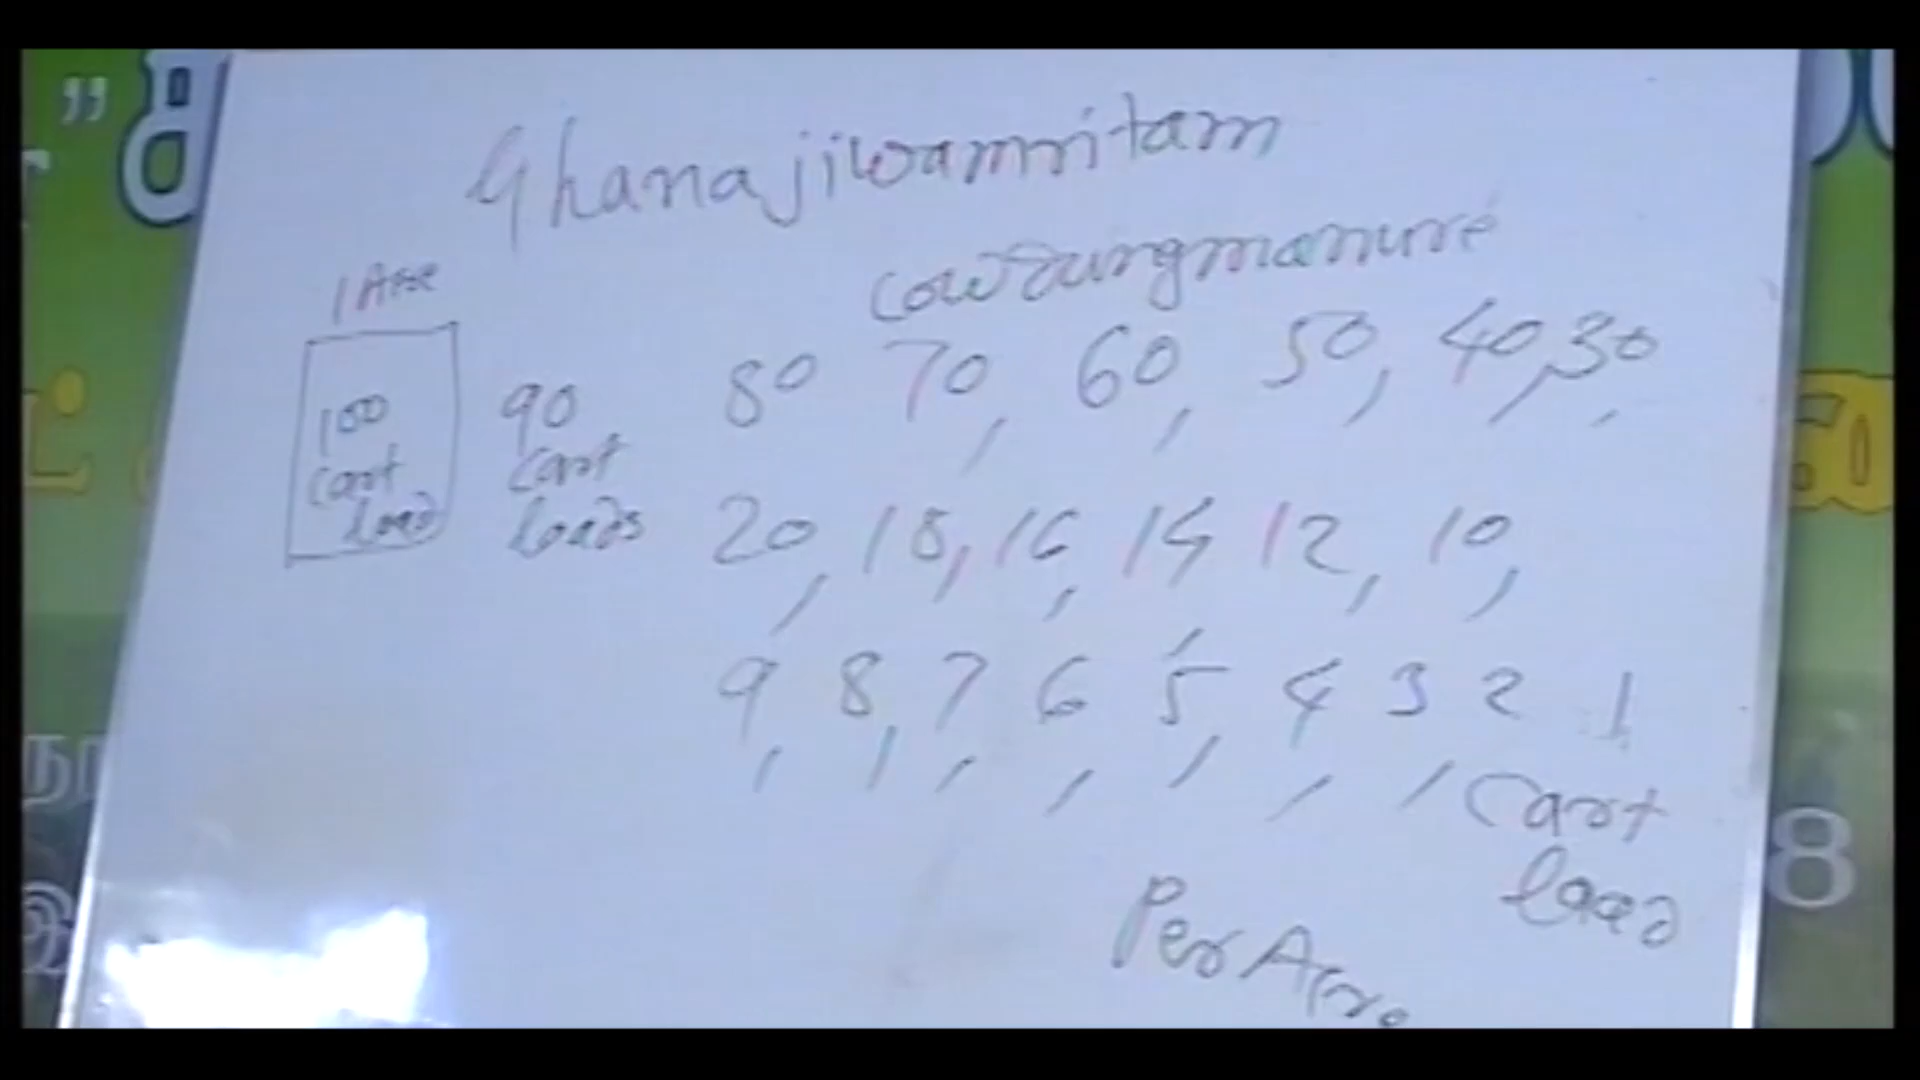 Ghanajiwamritam
cowdungmanure
1 Acre
100 cart load
90 cart loads
80 70, 60, 50, 40, 30,
20, 18, 16, 14 12, 10,
9, 8, 7, 6, 5, 4, 3, 2 1
cart
load
Per Acre
8